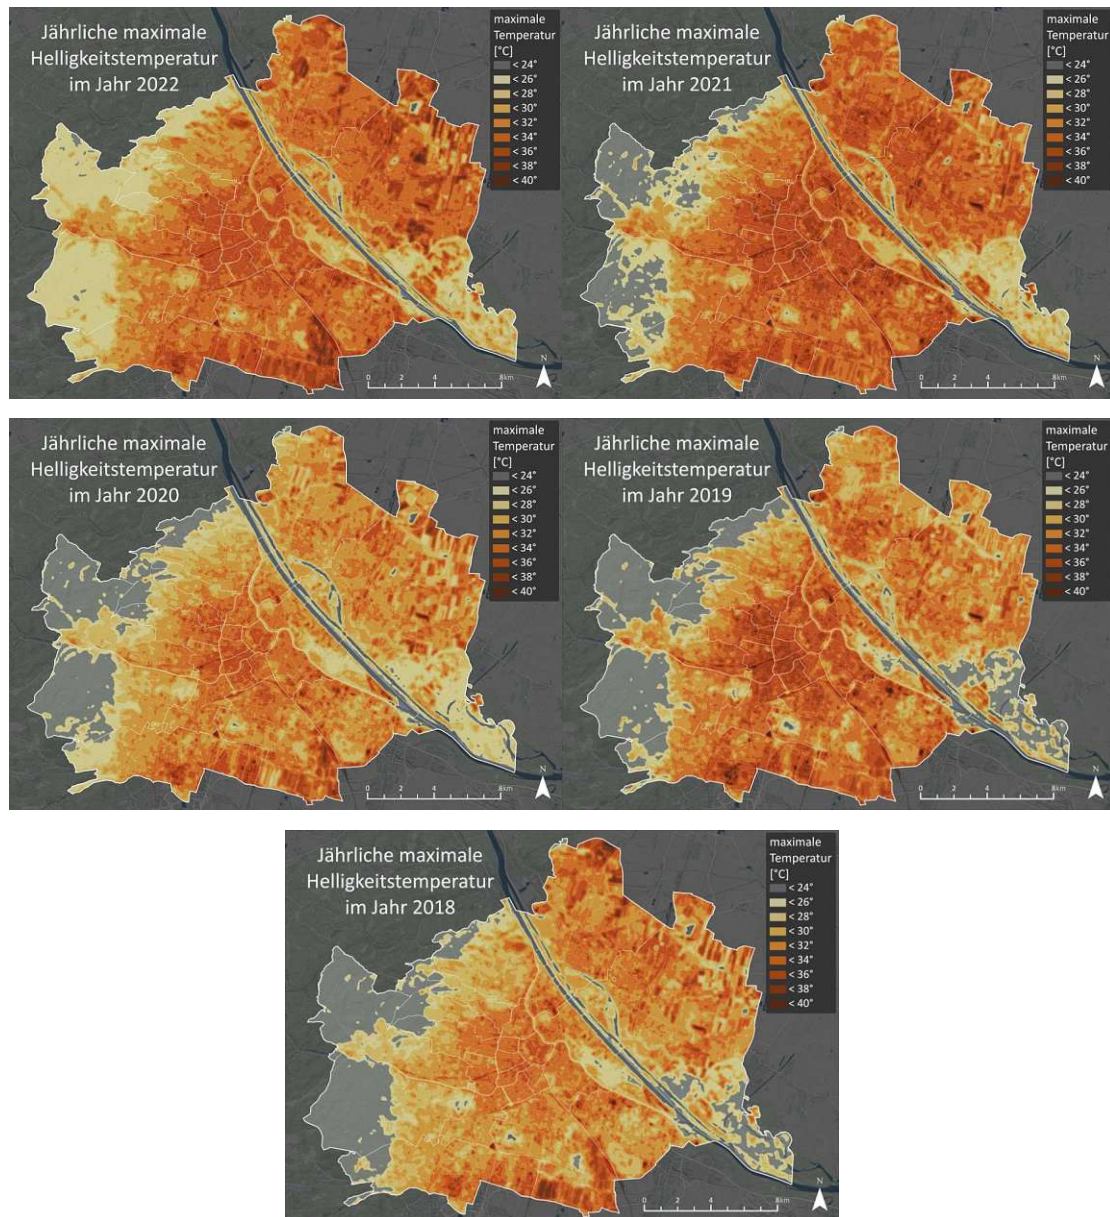 Jährliche maximale
Helligkeitstemperatur
im Jahr 2022
maximale
Temperatur
[°C]
< 24°
< 26°
< 28°
< 30°
< 32°
< 34°
< 36°
< 38°
< 40°
N
0 2 4 8km
Jährliche maximale
Helligkeitstemperatur
im Jahr 2021
maximale
Temperatur
[°C]
< 24°
< 26°
< 28°
< 30°
< 32°
< 34°
< 36°
< 38°
< 40°
N
0 2 4 8km
Jährliche maximale
Helligkeitstemperatur
im Jahr 2020
maximale
Temperatur
[°C]
< 24°
< 26°
< 28°
< 30°
< 32°
< 34°
< 36°
< 38°
< 40°
N
0 2 4 8km
Jährliche maximale
Helligkeitstemperatur
im Jahr 2019
maximale
Temperatur
[°C]
< 24°
< 26°
< 28°
< 30°
< 32°
< 34°
< 36°
< 38°
< 40°
N
0 2 4 8km
Jährliche maximale
Helligkeitstemperatur
im Jahr 2018
maximale
Temperatur
[°C]
< 24°
< 26°
< 28°
< 30°
< 32°
< 34°
< 36°
< 38°
< 40°
N
0 2 4 8km